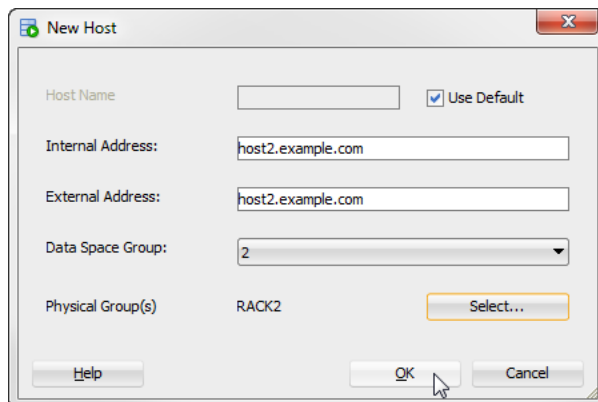 New Host
Host Name
Use Default
Internal Address:
host2.example.com
External Address:
host2.example.com
Data Space Group:
2
Physical Group(s)
RACK2
Select...
Help
OK
Cancel